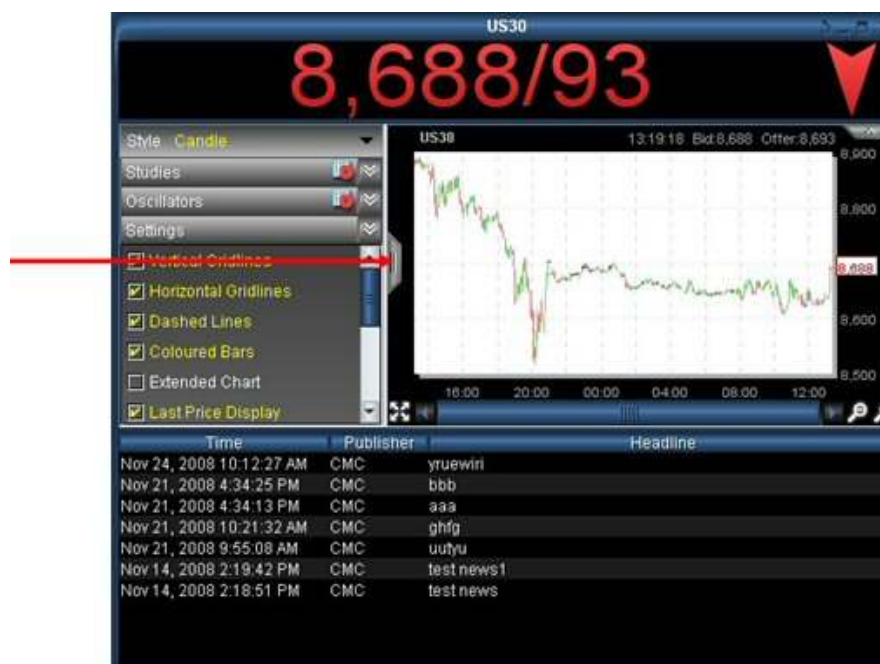 US30
8,688/93
Style Candle
Studies
Oscillators
Settings
Vertical Gridlines
Horizontal Gridlines
Dashed Lines
Coloured Bars
Extended Chart
Last Price Display
US30 13:19:18 Bid:8,688 Offer:8,693
8,900
8,800
8,688
8,600
8,500
16:00 20:00 00:00 04:00 08:00 12:00
Time Publisher Headline
Nov 24, 2008 10:12:27 AM CMC yruewiri
Nov 21, 2008 4:34:25 PM CMC bbb
Nov 21, 2008 4:34:13 PM CMC aaa
Nov 21, 2008 10:21:32 AM CMC ghfg
Nov 21, 2008 9:55:08 AM CMC uutyu
Nov 14, 2008 2:19:42 PM CMC test news1
Nov 14, 2008 2:18:51 PM CMC test news